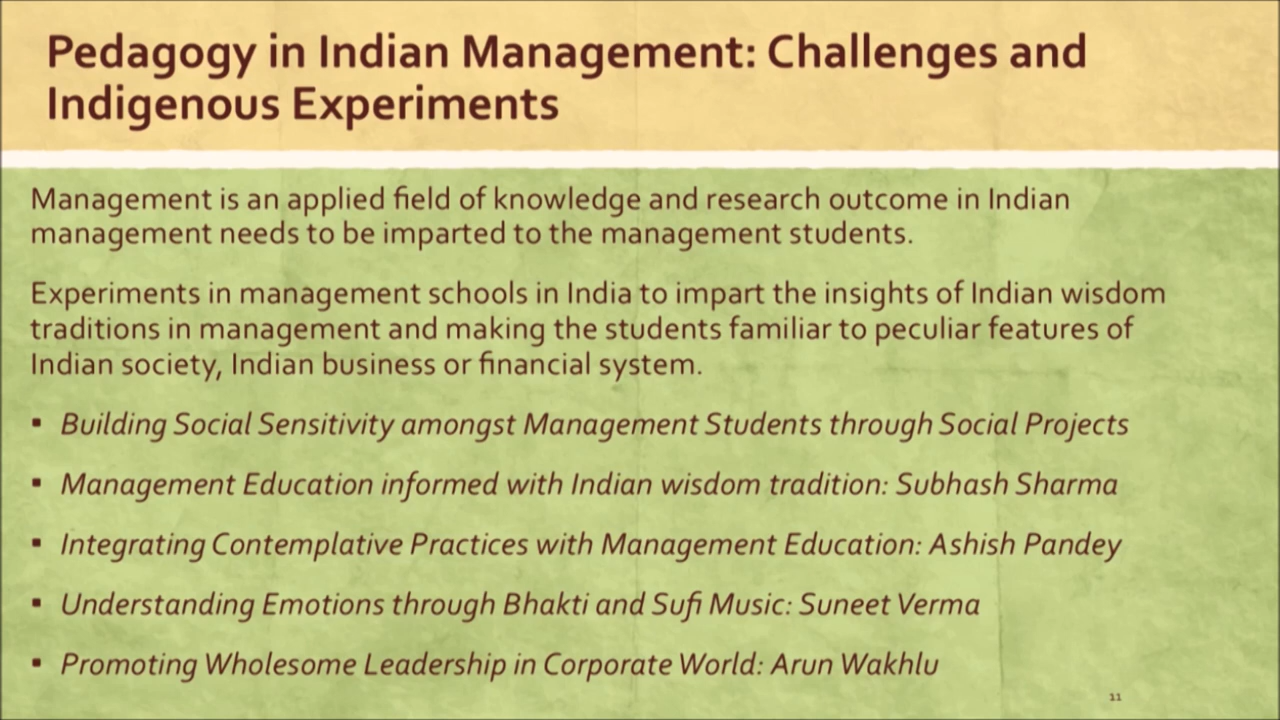 Pedagogy in Indian Management: Challenges and
Indigenous Experiments
Management is an applied field of knowledge and research outcome in Indian
management needs to be imparted to the management students.
Experiments in management schools in India to impart the insights of Indian wisdom
traditions in management and making the students familiar to peculiar features of
Indian society, Indian business or financial system.
▪ Building Social Sensitivity amongst Management Students through Social Projects
▪ Management Education informed with Indian wisdom tradition: Subhash Sharma
▪ Integrating Contemplative Practices with Management Education: Ashish Pandey
▪ Understanding Emotions through Bhakti and Sufi Music: Suneet Verma
▪ Promoting Wholesome Leadership in Corporate World: Arun Wakhlu
11